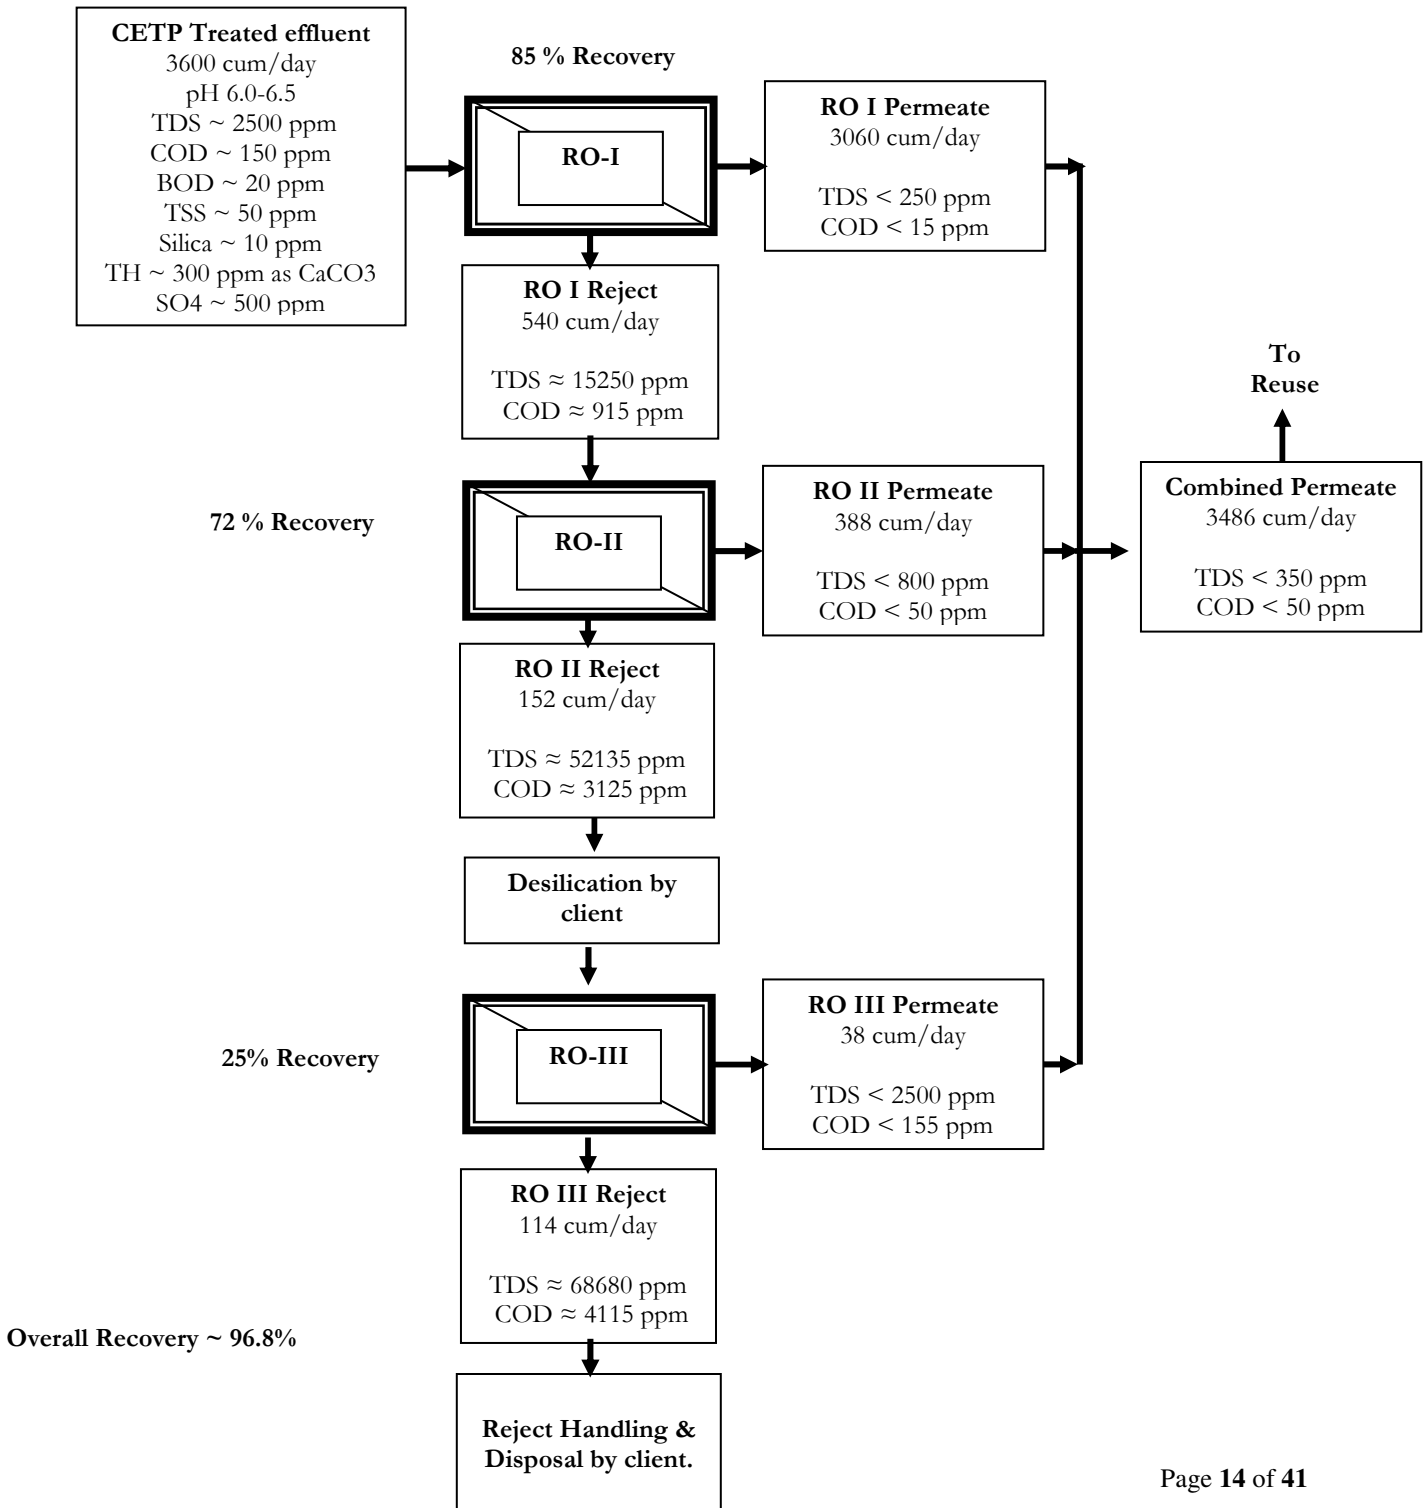 CETP Treated effluent
3600 cum/day
pH 6.0-6.5
TDS ~ 2500 ppm
COD ~ 150 ppm
BOD ~ 20 ppm
TSS ~ 50 ppm
Silica ~ 10 ppm
TH ~ 300 ppm as CaCO3
SO4 ~ 500 ppm
85 % Recovery
RO-I
RO I Permeate
3060 cum/day
TDS < 250 ppm
COD < 15 ppm
RO I Reject
540 cum/day
TDS ≈ 15250 ppm
COD ≈ 915 ppm
To
Reuse
72 % Recovery
RO-II
RO II Permeate
388 cum/day
TDS < 800 ppm
COD < 50 ppm
Combined Permeate
3486 cum/day
TDS < 350 ppm
COD < 50 ppm
RO II Reject
152 cum/day
TDS ≈ 52135 ppm
COD ≈ 3125 ppm
Desilication by
client
25% Recovery
RO-III
RO III Permeate
38 cum/day
TDS < 2500 ppm
COD < 155 ppm
RO III Reject
114 cum/day
TDS ≈ 68680 ppm
COD ≈ 4115 ppm
Overall Recovery ~ 96.8%
Reject Handling &
Disposal by client.
Page 14 of 41